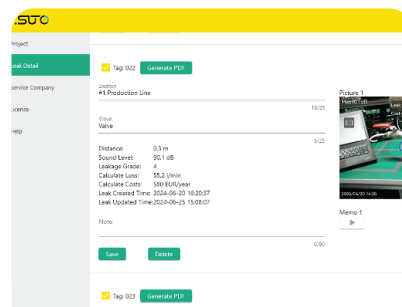 SUTO
Project
Leak Detail
Service Company
License
Help
Tag: 022
Generate PDF
Location
#1 Production Line
18/25
Group
Valve
5/25
Distance: 0.3 m
Sound Level: 90.1 dB
Leakage Grade: 4
Calculate Loss: 55.2 l/min
Calculate Costs: 580 EUR/year
Leak Created Time: 2024-06-20 16:20:37
Leak Updated Time: 2024-06-25 15:08:07
Note
0/80
Save
Delete
Picture 1
Leak
Memo 1
Tag: 023
Generate PDF